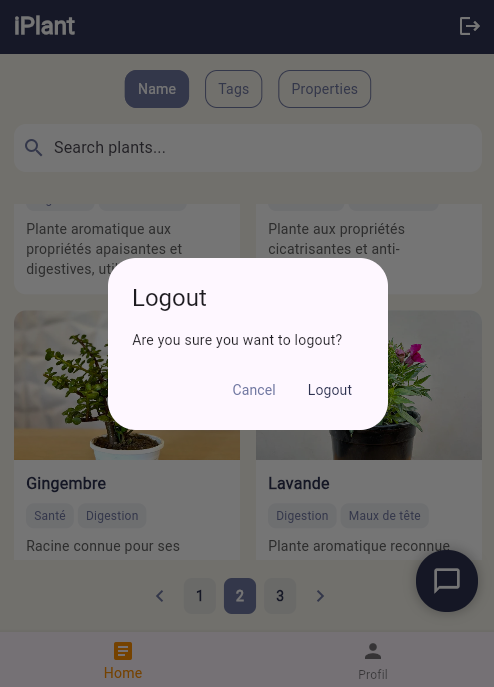 iPlant
Name
Tags
Properties
Search plants...
Plante aromatique aux
propriétés apaisantes et
digestives,
Plante aux propriétés
cicatrisantes et anti-
Logout
Are you sure you want to logout?
Cancel
Logout
Gingembre
Santé
Digestion
Racine connue pour ses
Lavande
Digestion
Maux de tête
Plante aromatique reconnue
1
2
3
Home
Profil